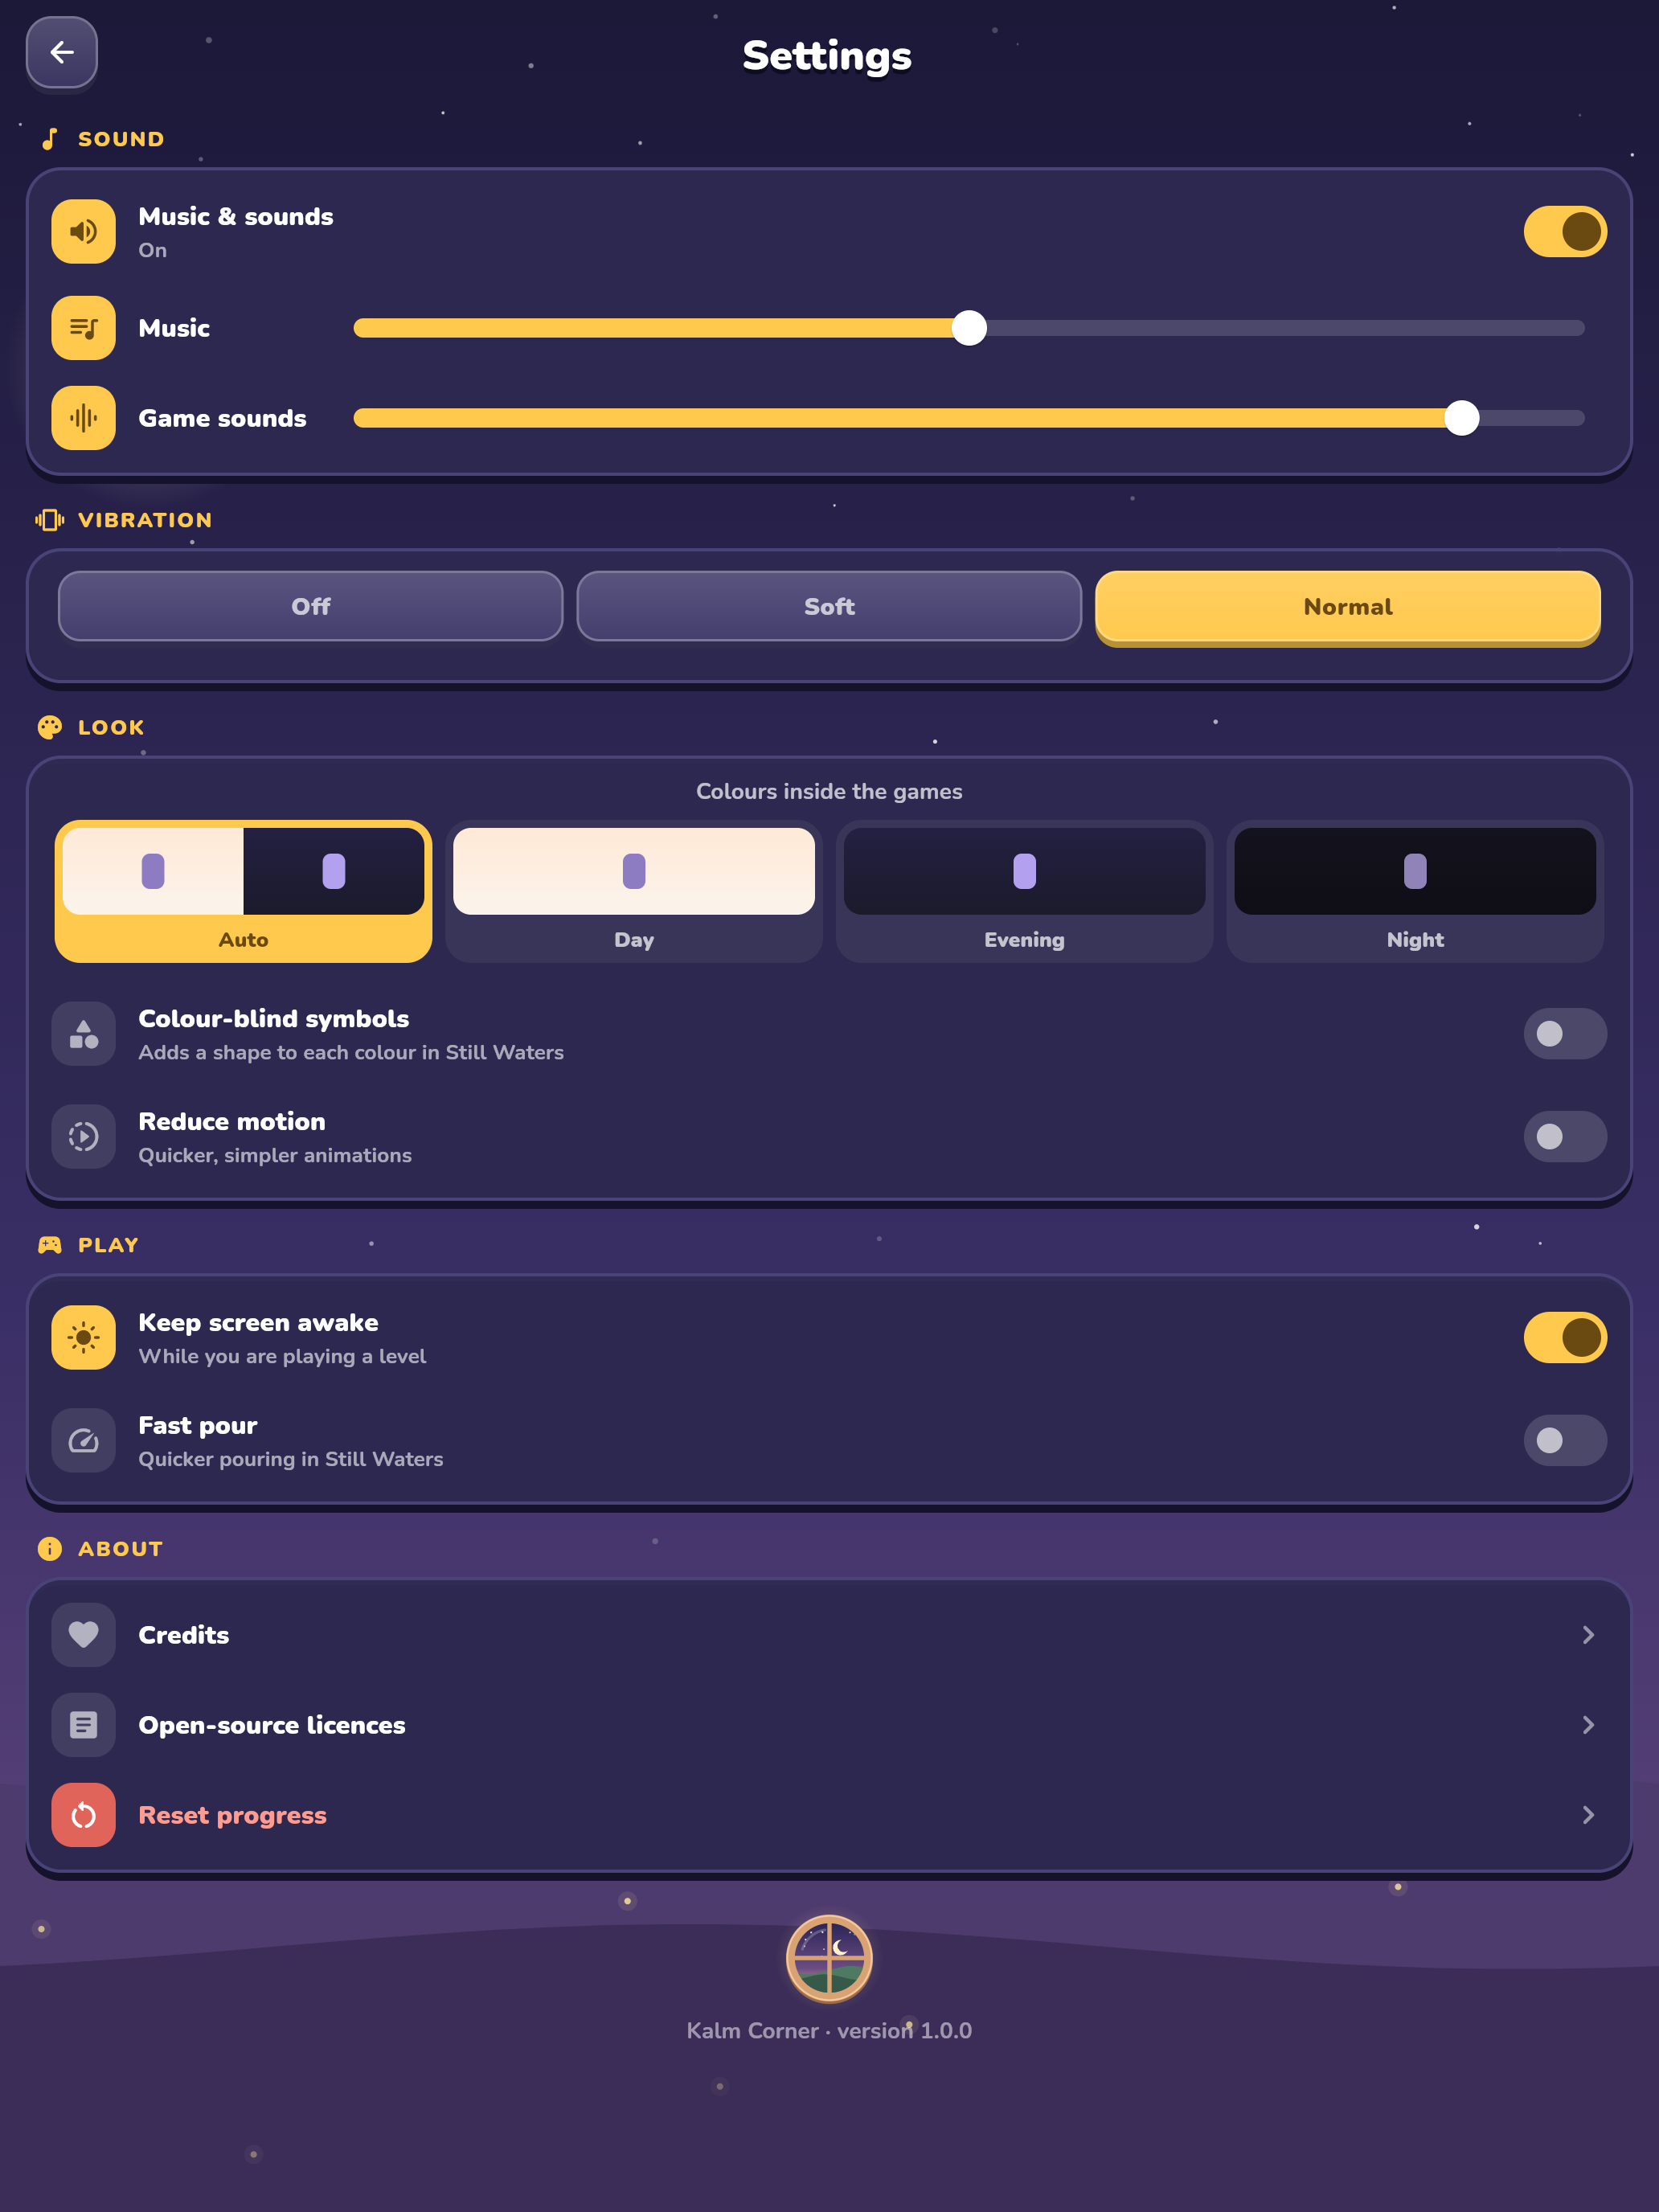 Settings
SOUND
Music & sounds
On
Music
Game sounds
VIBRATION
Off
Soft
Normal
LOOK
Colours inside the games
Auto
Day
Evening
Night
Colour-blind symbols
Adds a shape to each colour in Still Waters
Reduce motion
Quicker, simpler animations
PLAY
Keep screen awake
While you are playing a level
Fast pour
Quicker pouring in Still Waters
ABOUT
Credits
Open-source licences
Reset progress
Kalm Corner · version 1.0.0